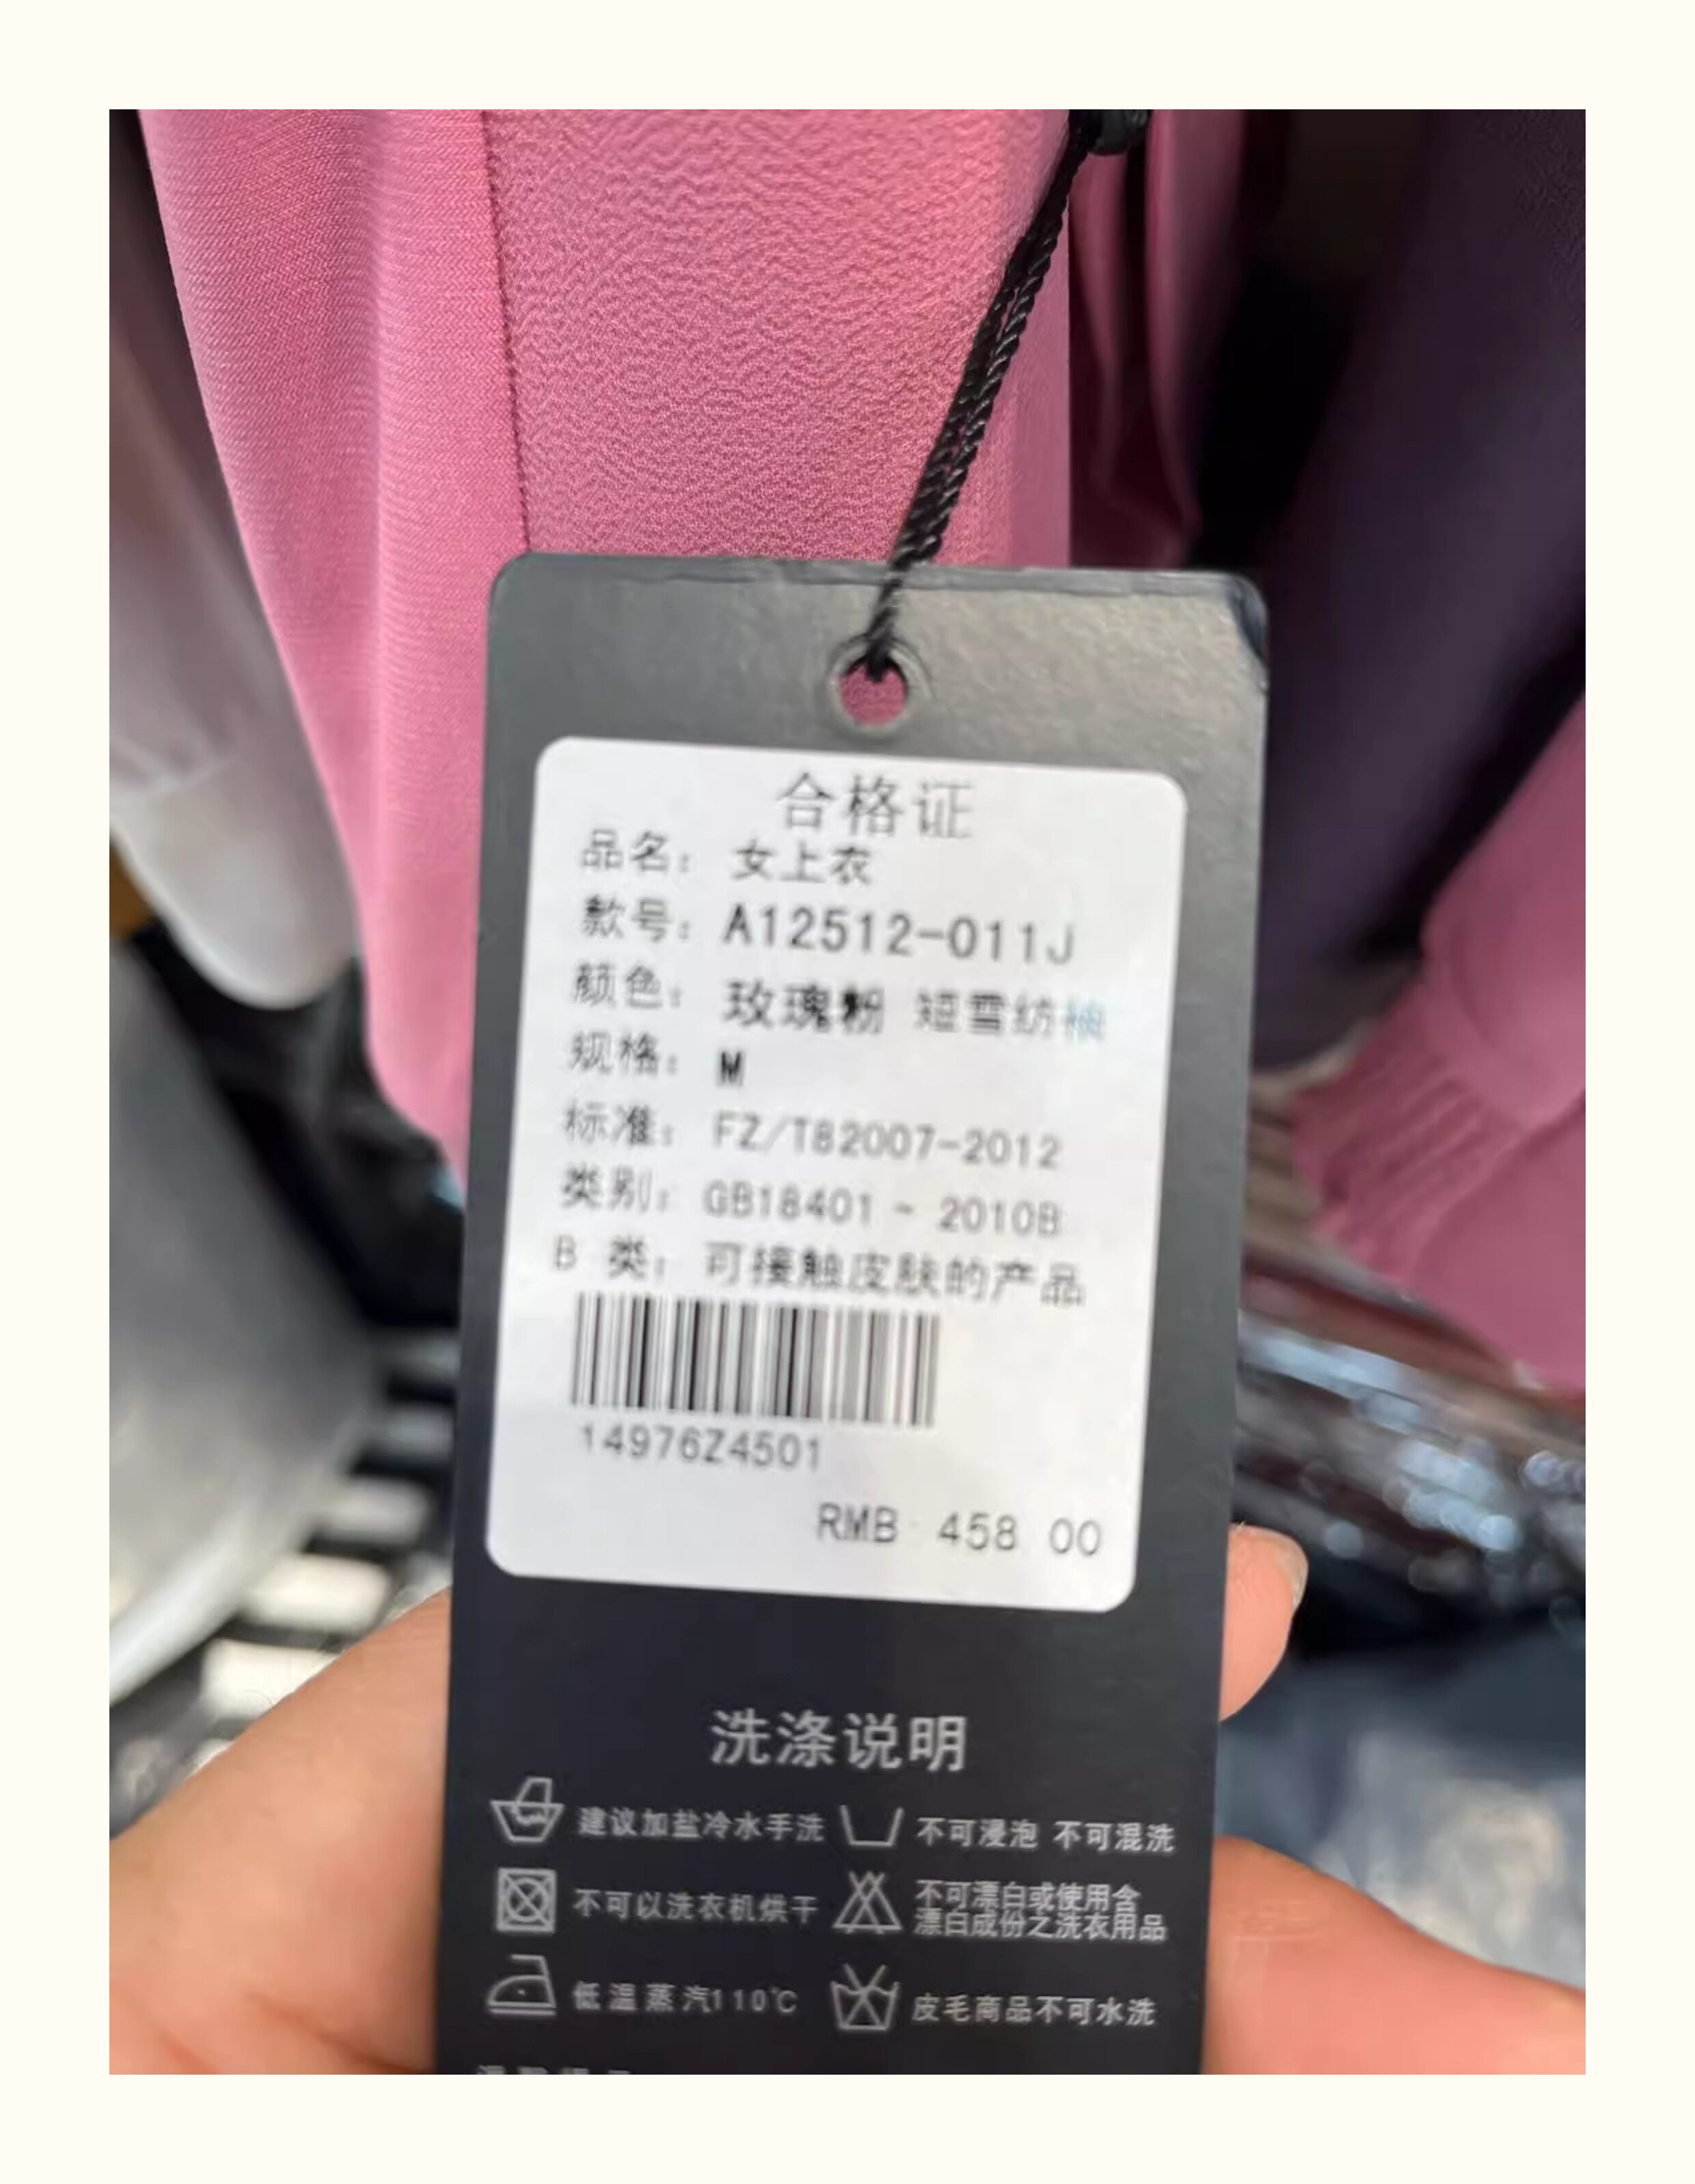 合格证
品名: 女上衣
款号: A12512-011J
颜色: 玫瑰粉 短雪纺袖
规格: M
标准: FZ/T82007-2012
类别: GB18401 ~ 2010B
B 类: 可接触皮肤的产品
14976Z4501
RMB 458 00
洗涤说明
建议加盐冷水手洗 不可浸泡 不可混洗
不可以洗衣机烘干 不可漂白或使用含
漂白成份之洗衣用品
低温蒸汽110℃ 皮毛商品不可水洗